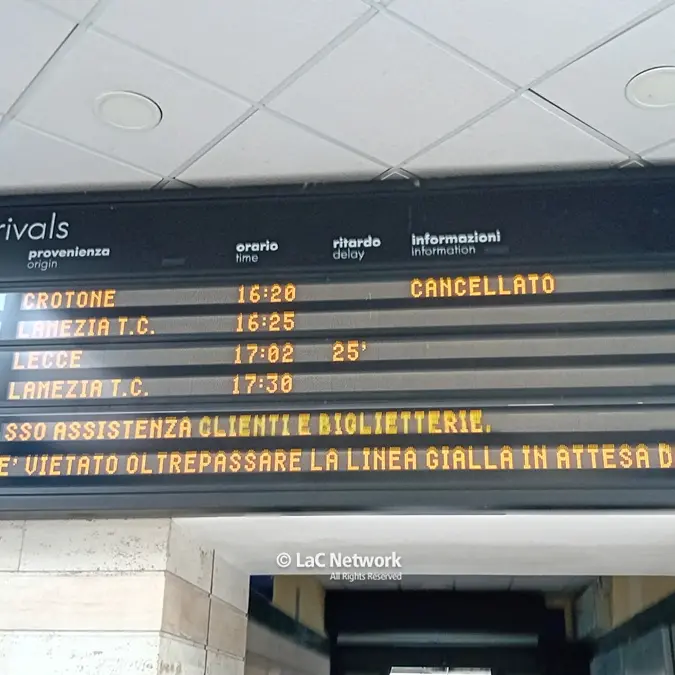 rivals
provenienza orario ritardo informazioni
origin time delay information
CROTONE 16:20 CANCELLATO
LAMEZIA T.C. 16:25
LECCE 17:02 25'
LAMEZIA T.C. 17:30
SSO ASSISTENZA CLIENTI E BIGLIETTERIE.
E' VIETATO OLTREPASSARE LA LINEA GIALLA IN ATTESA D
© LaC Network
All Rights Reserved